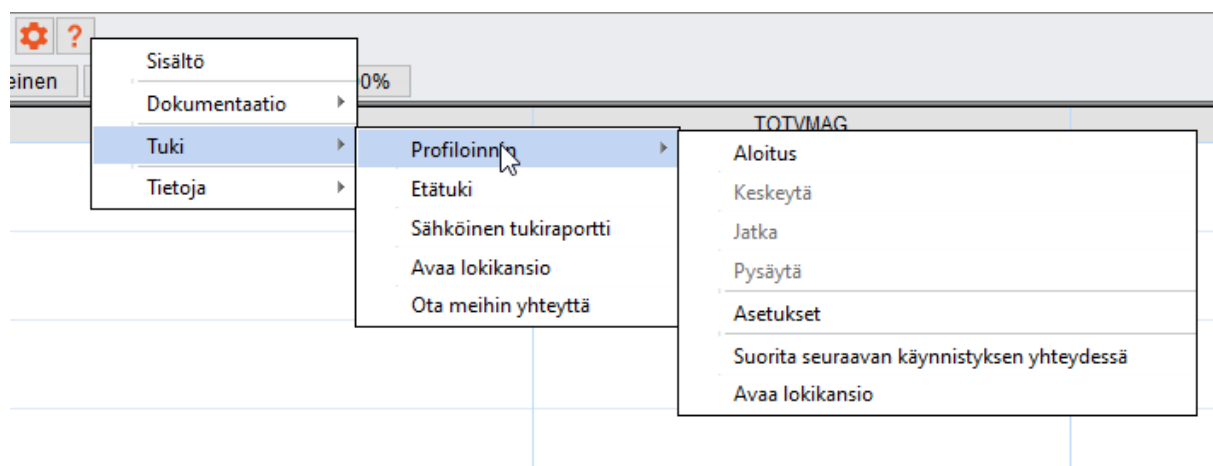 ?
Sisältö
einen
0%
Dokumentaatio
TOTVMAG
Tuki
Profiloinnin
Aloitus
Tietoja
Etätuki
Keskeytä
Sähköinen tukiraportti
Jatka
Avaa lokikansio
Pysäytä
Ota meihin yhteyttä
Asetukset
Suorita seuraavan käynnistyksen yhteydessä
Avaa lokikansio